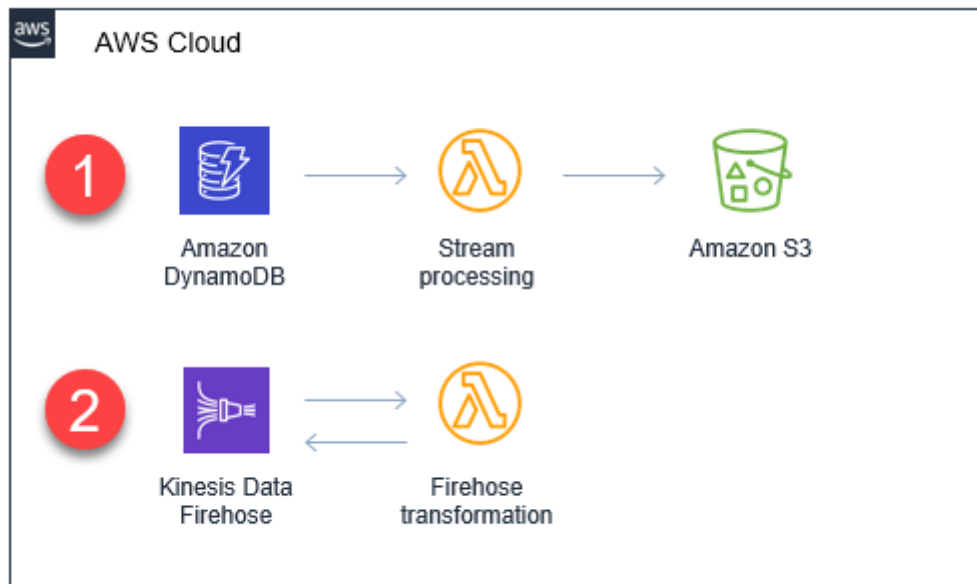 aws
AWS Cloud
1
Amazon
DynamoDB
Stream
processing
Amazon S3
2
Kinesis Data
Firehose
Firehose
transformation